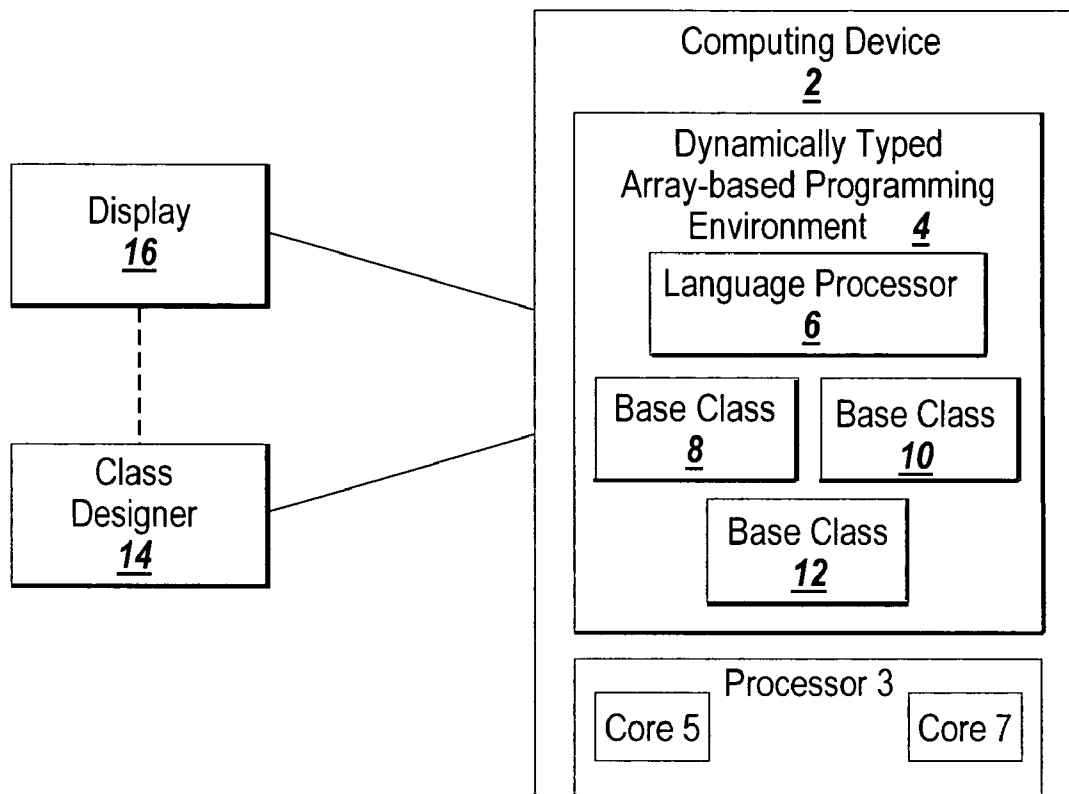 Computing Device
2
Dynamically Typed
Array-based Programming
Environment 4
Language Processor
6
Base Class
8
Base Class
10
Base Class
12
Processor 3
Core 5
Core 7
Display
16
Class
Designer
14